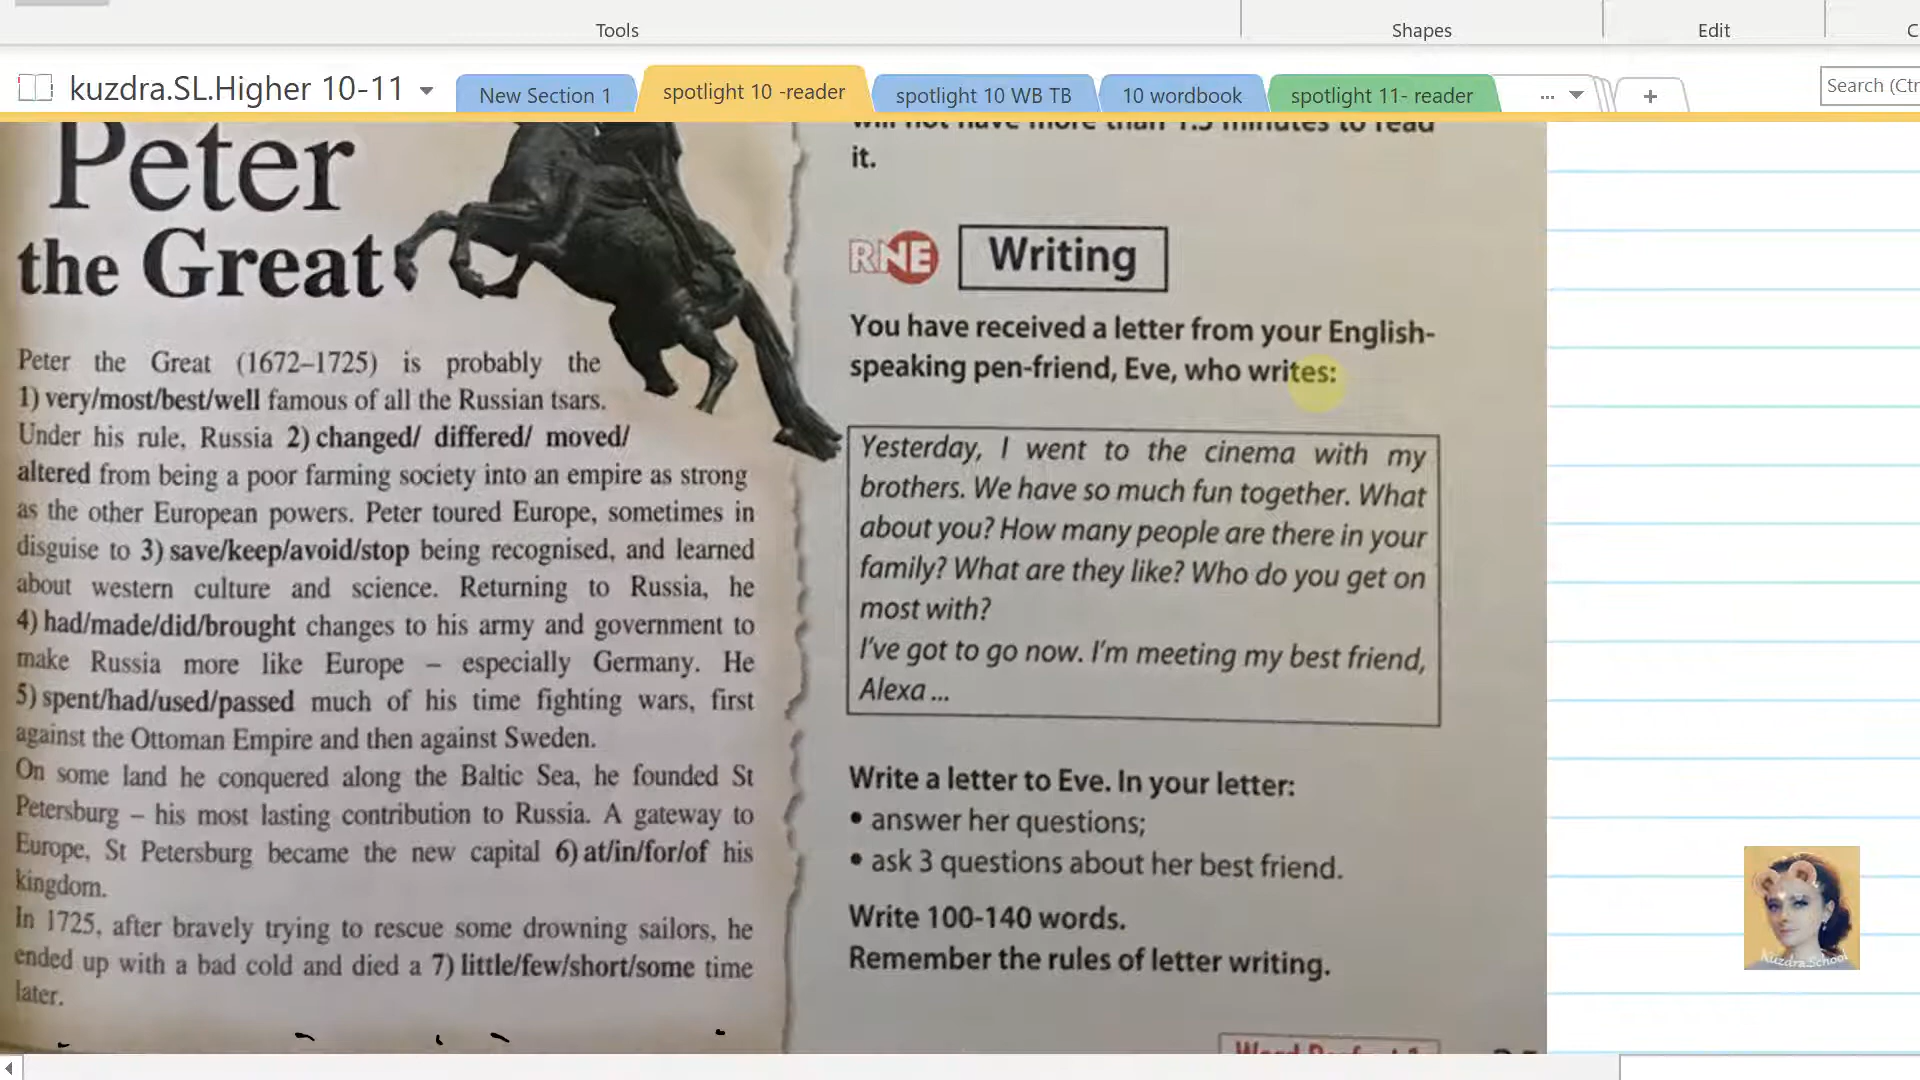 Tools
Shapes
Edit
kuzdra.SL.Higher 10-11
New Section 1
spotlight 10 -reader
spotlight 10 WB TB
10 wordbook
spotlight 11- reader
...
+
Search (Ctr
Peter
the Great
Peter the Great (1672–1725) is probably the
1) very/most/best/well famous of all the Russian tsars.
Under his rule, Russia 2) changed/ differed/ moved/
altered from being a poor farming society into an empire as strong
as the other European powers. Peter toured Europe, sometimes in
disguise to 3) save/keep/avoid/stop being recognised, and learned
about western culture and science. Returning to Russia, he
4) had/made/did/brought changes to his army and government to
make Russia more like Europe – especially Germany. He
5) spent/had/used/passed much of his time fighting wars, first
against the Ottoman Empire and then against Sweden.
On some land he conquered along the Baltic Sea, he founded St
Petersburg – his most lasting contribution to Russia. A gateway to
Europe, St Petersburg became the new capital 6) at/in/for/of his
kingdom.
In 1725, after bravely trying to rescue some drowning sailors, he
ended up with a bad cold and died a 7) little/few/short/some time
later.
will not have more than 1.5 minutes to read
it.
RNE
Writing
You have received a letter from your English-
speaking pen-friend, Eve, who writes:
Yesterday, I went to the cinema with my
brothers. We have so much fun together. What
about you? How many people are there in your
family? What are they like? Who do you get on
most with?
I've got to go now. I'm meeting my best friend,
Alexa ...
Write a letter to Eve. In your letter:
• answer her questions;
• ask 3 questions about her best friend.
Write 100-140 words.
Remember the rules of letter writing.
kuzdra.School